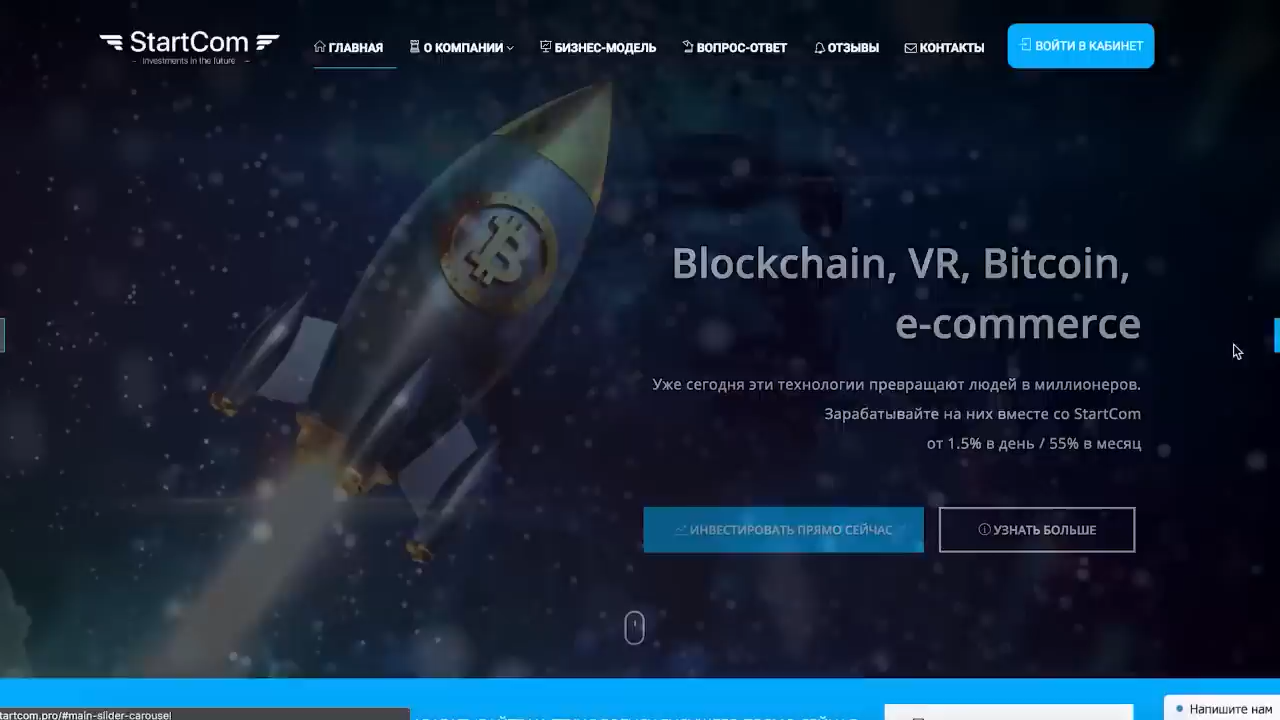 StartCom
investments in the future
ГЛАВНАЯ
О КОМПАНИИ
БИЗНЕС-МОДЕЛЬ
ВОПРОС-ОТВЕТ
ОТЗЫВЫ
КОНТАКТЫ
ВОЙТИ В КАБИНЕТ
Blockchain, VR, Bitcoin,
e-commerce
Уже сегодня эти технологии превращают людей в миллионеров.
Зарабатывайте на них вместе со StartCom
от 1.5% в день / 55% в месяц
ИНВЕСТИРОВАТЬ ПРЯМО СЕЙЧАС
УЗНАТЬ БОЛЬШЕ
tartcom.pro/#main-slider-carousel
Напишите нам